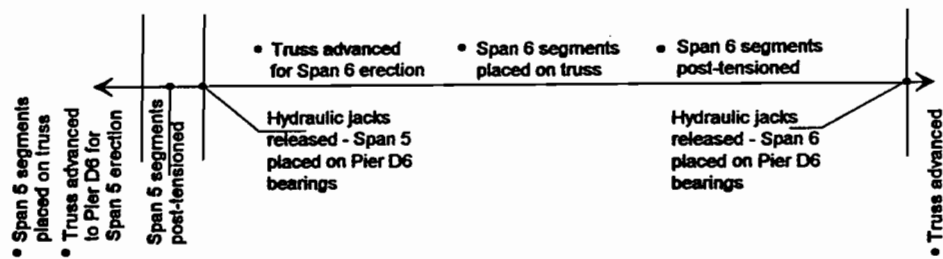 • Span 5 segments
placed on truss
• Truss advanced
to Pier D6 for
Span 5 erection
Span 5 segments
post-tensioned
• Truss advanced
for Span 6 erection
• Span 6 segments
placed on truss
• Span 6 segments
post-tensioned
Hydraulic jacks
released - Span 5
placed on Pier D6
bearings
Hydraulic jacks
released - Span 6
placed on Pier D6
bearings
• Truss advanced